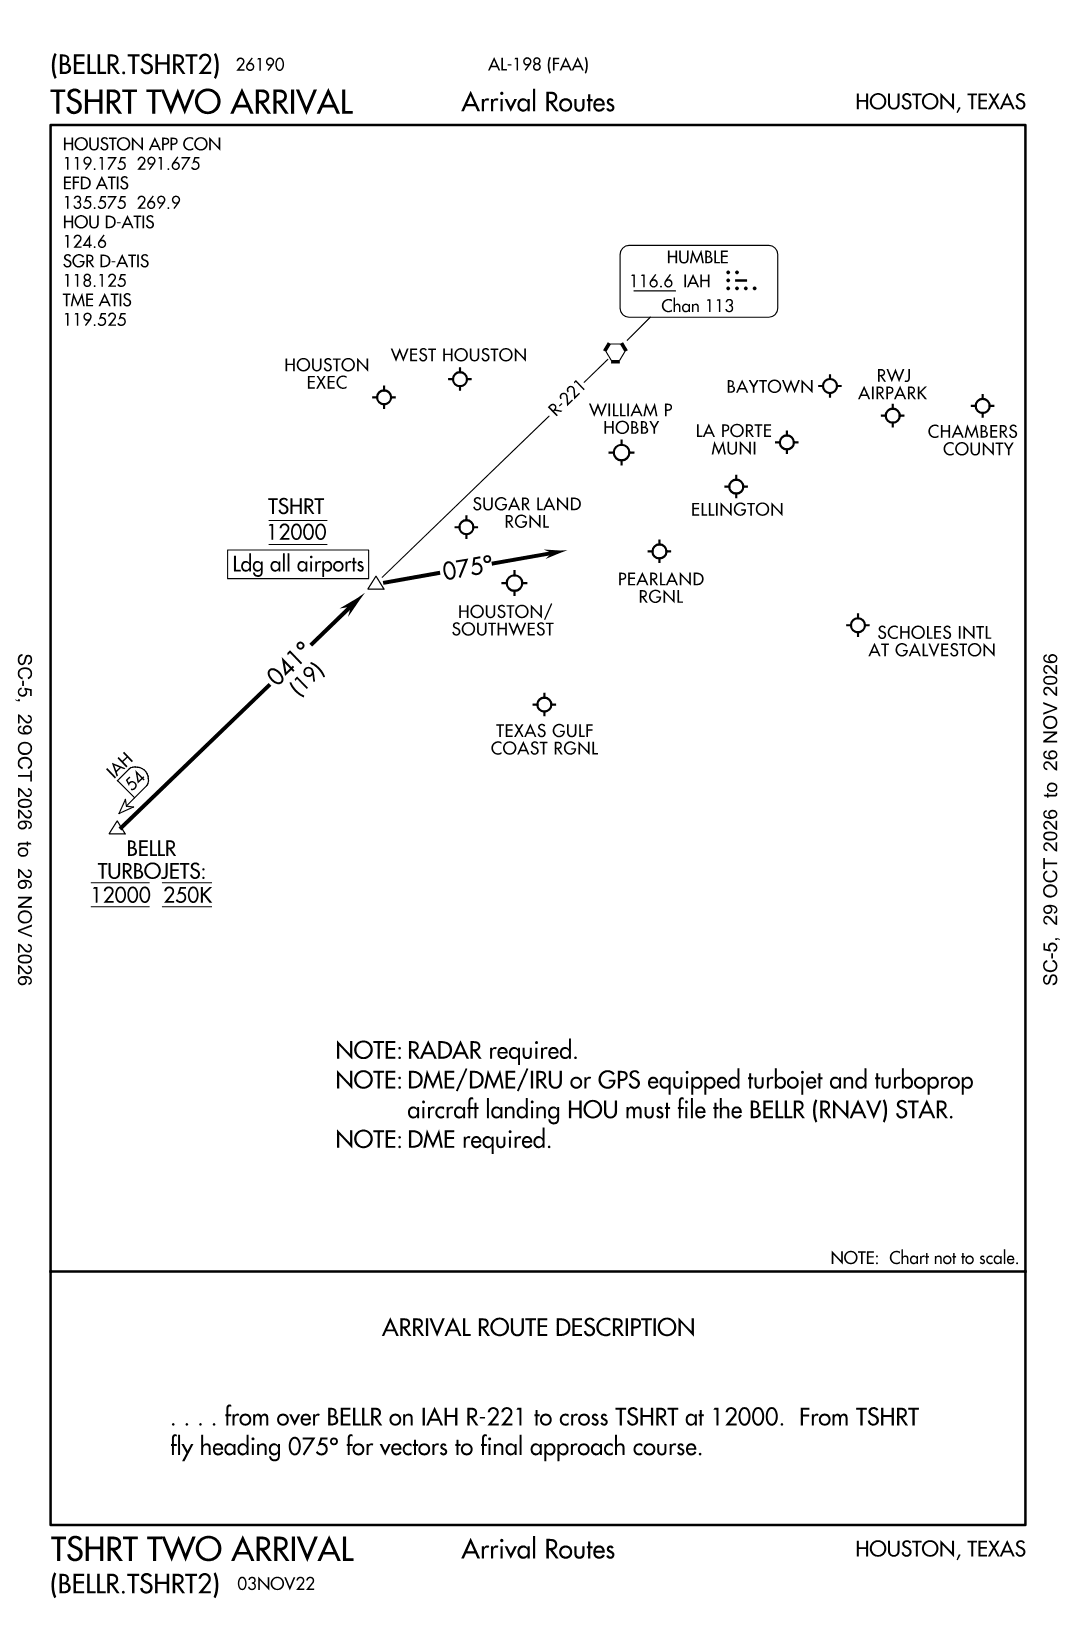 (BELLR.TSHRT2) 26190
AL-198 (FAA)
TSHRT TWO ARRIVAL
Arrival Routes
HOUSTON, TEXAS
HOUSTON APP CON
119.175 291.675
EFD ATIS
135.575 269.9
HOU D-ATIS
124.6
SGR D-ATIS
118.125
TME ATIS
119.525
HUMBLE
116.6 IAH
Chan 113
R-221
HOUSTON
EXEC
WEST HOUSTON
WILLIAM P
HOBBY
BAYTOWN
RWJ
AIRPARK
LA PORTE
MUNI
CHAMBERS
COUNTY
ELLINGTON
TSHRT
12000
Ldg all airports
SUGAR LAND
RGNL
075°
HOUSTON/
SOUTHWEST
PEARLAND
RGNL
SCHOLES INTL
AT GALVESTON
041°
(19)
TEXAS GULF
COAST RGNL
IAH
54
BELLR
TURBOJETS:
12000 250K
SC-5, 29 OCT 2026 to 26 NOV 2026
SC-5, 29 OCT 2026 to 26 NOV 2026
NOTE: RADAR required.
NOTE: DME/DME/IRU or GPS equipped turbojet and turboprop
aircraft landing HOU must file the BELLR (RNAV) STAR.
NOTE: DME required.
NOTE: Chart not to scale.
ARRIVAL ROUTE DESCRIPTION
. . . . from over BELLR on IAH R-221 to cross TSHRT at 12000. From TSHRT
fly heading 075° for vectors to final approach course.
TSHRT TWO ARRIVAL
Arrival Routes
HOUSTON, TEXAS
(BELLR.TSHRT2) 03NOV22